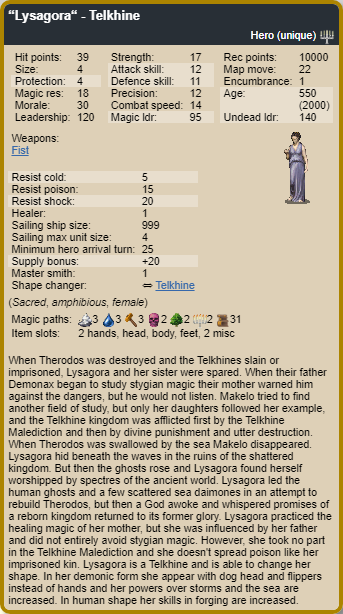 “Lysagora“ - Telkhine
Hero (unique)
Hit points: 39 Strength: 17 Rec points: 10000
Size: 4 Attack skill: 12 Map move: 22
Protection: 4 Defence skill: 11 Encumbrance: 1
Magic res: 18 Precision: 12 Age: 550
Morale: 30 Combat speed: 14 (2000)
Leadership: 120 Magic ldr: 95 Undead ldr: 140
Weapons:
Fist
Resist cold: 5
Resist poison: 15
Resist shock: 20
Healer: 1
Sailing ship size: 999
Sailing max unit size: 4
Minimum hero arrival turn: 25
Supply bonus: +20
Master smith: 1
Shape changer: ⇔ Telkhine
(Sacred, amphibious, female)
Magic paths: 3 3 3 2 2 2 31
Item slots: 2 hands, head, body, feet, 2 misc
When Therodos was destroyed and the Telkhines slain or
imprisoned, Lysagora and her sister were spared. When their father
Demonax began to study stygian magic their mother warned him
against the dangers, but he would not listen. Makelo tried to find
another field of study, but only her daughters followed her example,
and the Telkhine kingdom was afflicted first by the Telkhine
Malediction and then by divine punishment and utter destruction.
When Therodos was swallowed by the sea Makelo disappeared.
Lysagora hid beneath the waves in the ruins of the shattered
kingdom. But then the ghosts rose and Lysagora found herself
worshipped by spectres of the ancient world. Lysagora led the
human ghosts and a few scattered sea daimones in an attempt to
rebuild Therodos, but then a God awoke and whispered promises of
a reborn kingdom returned to its former glory. Lysagora practiced the
healing magic of her mother, but she was influenced by her father
and did not entirely avoid stygian magic. However, she took no part
in the Telkhine Malediction and she doesn't spread poison like her
imprisoned kin. Lysagora is a Telkhine and is able to change her
shape. In her demonic form she appear with dog head and flippers
instead of hands and her powers over storms and the sea are
increased. In human shape her skills in forging are increased.